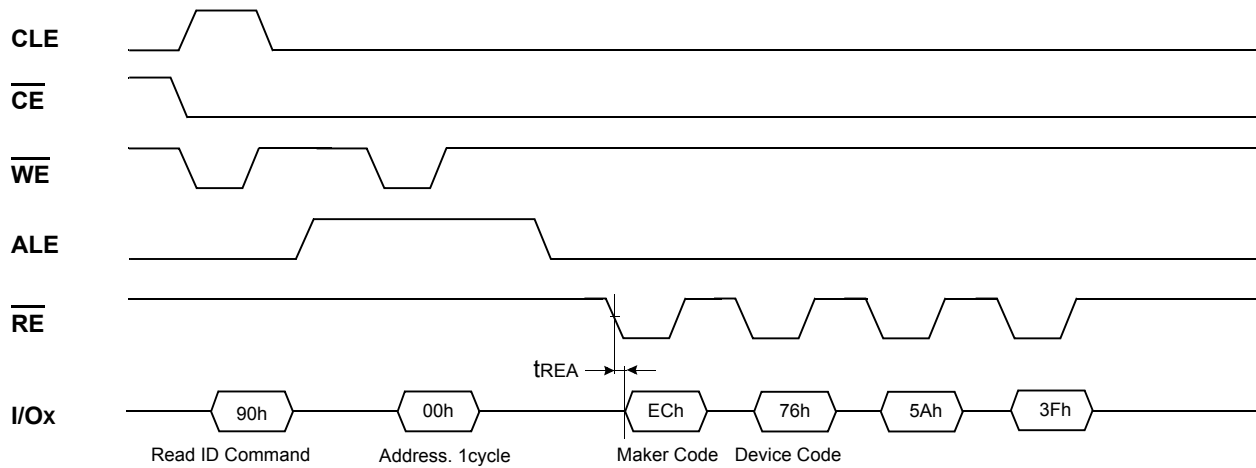 CLE
CE
WE
ALE
RE
tREA
I/Ox
90h 00h ECh 76h 5Ah 3Fh
Read ID Command Address. 1cycle Maker Code Device Code